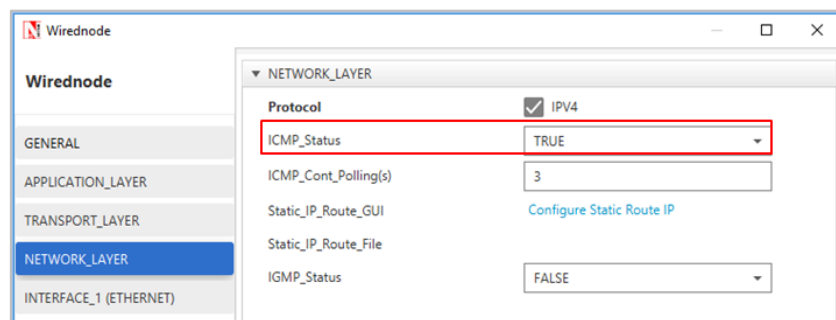 Wirednode
Wirednode
GENERAL
APPLICATION_LAYER
TRANSPORT_LAYER
NETWORK_LAYER
INTERFACE_1 (ETHERNET)
NETWORK_LAYER
Protocol IPV4
ICMP_Status TRUE
ICMP_Cont_Polling(s) 3
Static_IP_Route_GUI Configure Static Route IP
Static_IP_Route_File
IGMP_Status FALSE